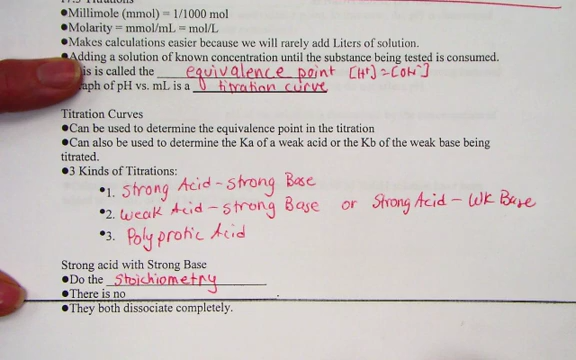 ●Millimole (mmol) = 1/1000 mol
●Molarity = mmol/mL = mol/L
●Makes calculations easier because we will rarely add Liters of solution.
●Adding a solution of known concentration until the substance being tested is consumed.
is is called the equivalence point [H⁺]=[OH⁻]
aph of pH vs. mL is a titration curve
Titration Curves
●Can be used to determine the equivalence point in the titration
●Can also be used to determine the Ka of a weak acid or the Kb of the weak base being
titrated.
●3 Kinds of Titrations:
●1. Strong Acid - Strong Base
●2. Weak Acid - Strong Base or Strong Acid - Wk Base
●3. Polyprotic Acid
Strong acid with Strong Base
●Do the Stoichiometry
●There is no .
●They both dissociate completely.